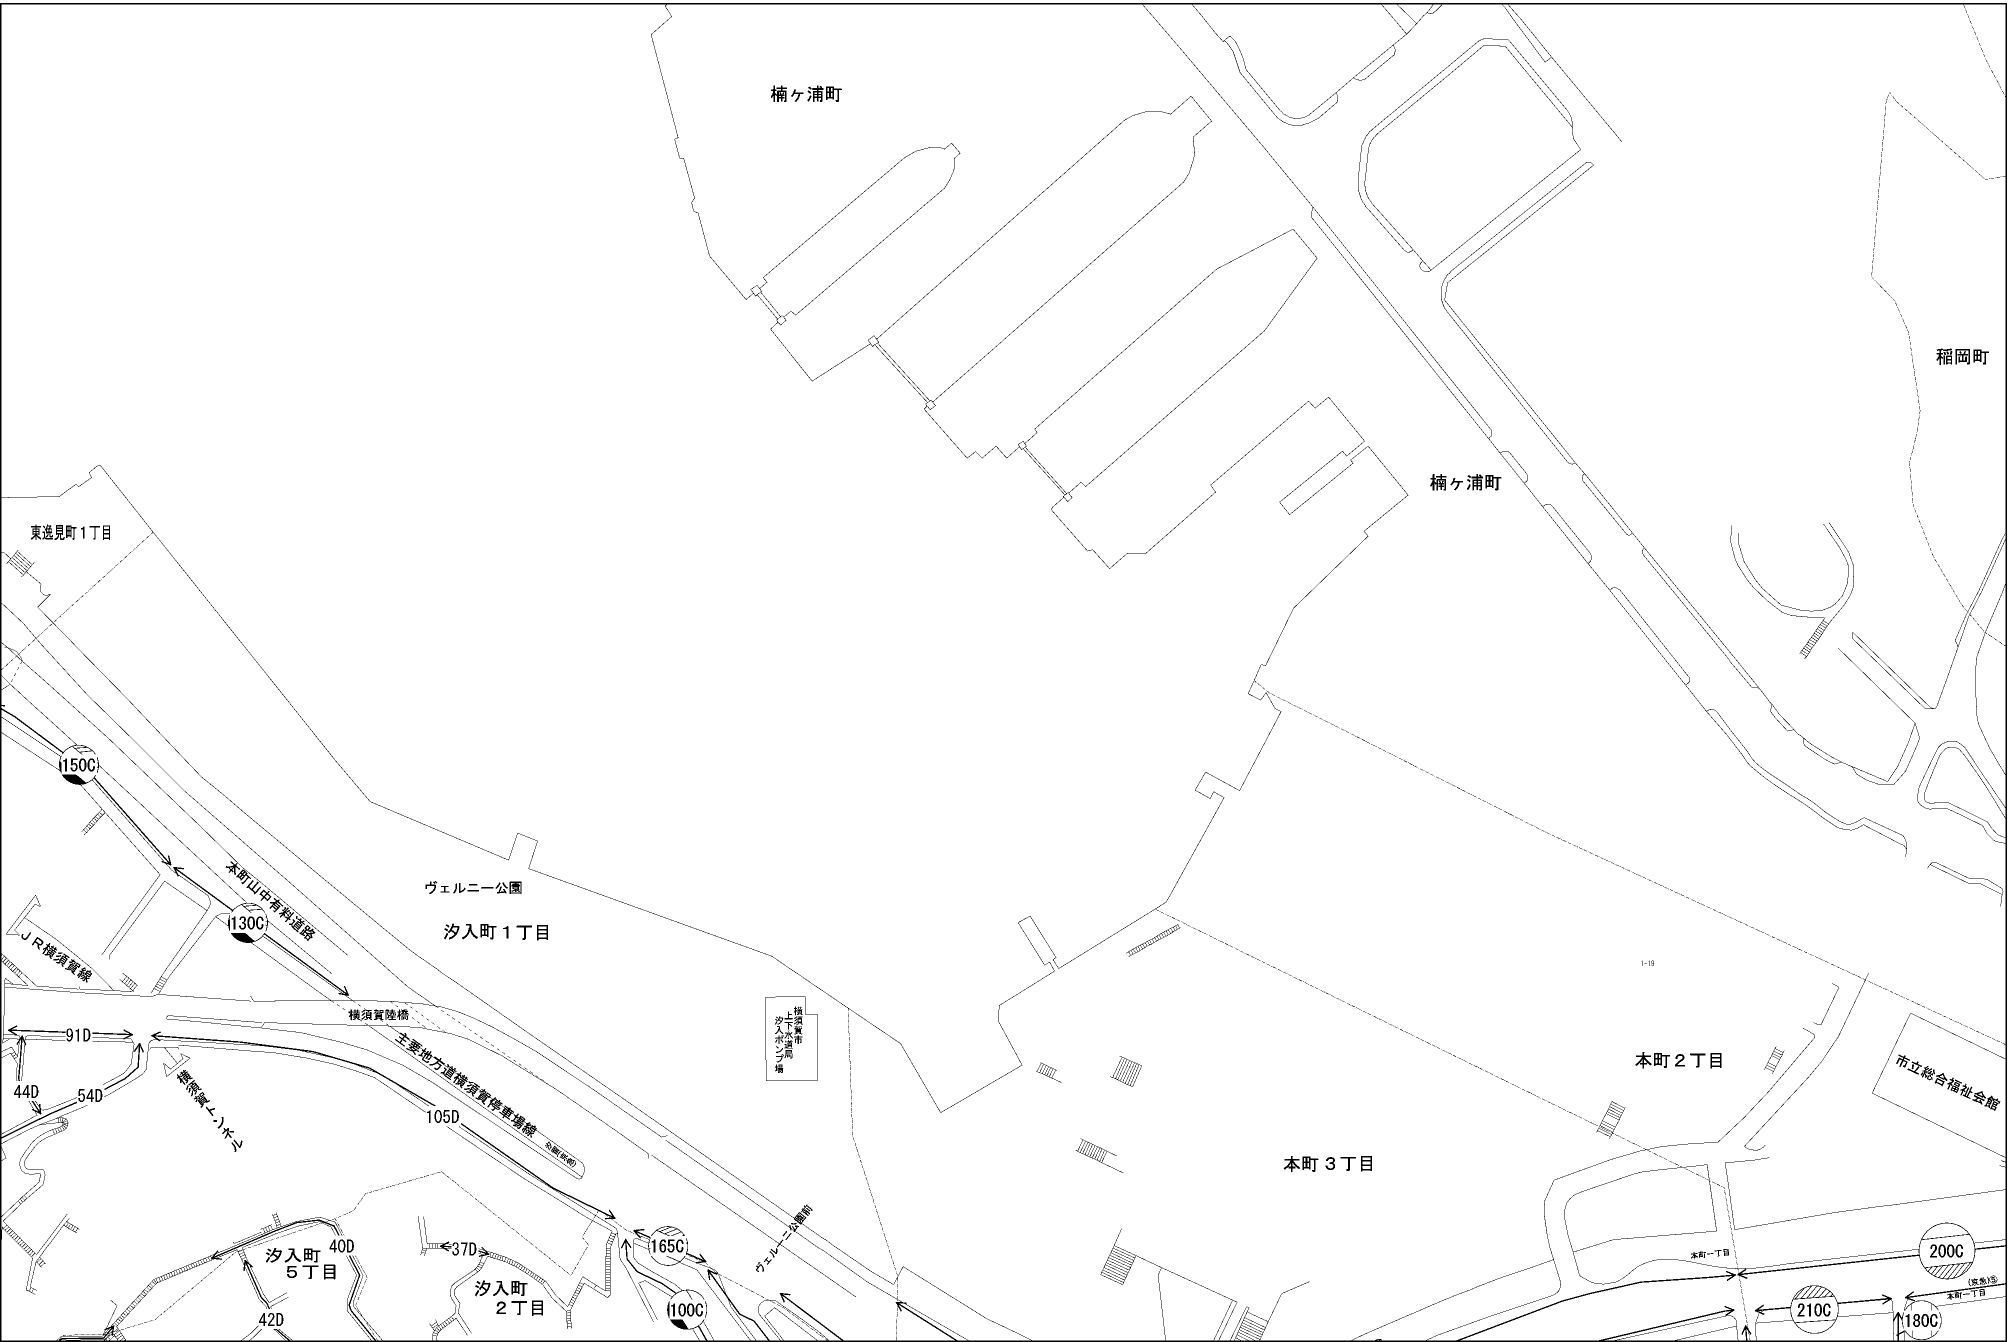 楠ヶ浦町
稲岡町
楠ヶ浦町
東逸見町1丁目
150C
本町山中有料道路
ヴェルニー公園
130C
汐入町1丁目
JR横須賀線
1-19
横須賀陸橋
横須賀市
上下水道局
汐入ポンプ場
91D
主要地方道横須賀停車場線
本町2丁目
市立総合福祉会館
44D
54D
横須賀トンネル
105D
本町3丁目
ヴェルーニ公園前
40D
37D
165C
汐入町
5丁目
汐入町
2丁目
本町一丁目
200C
本町一丁目
42D
100C
210C
180C